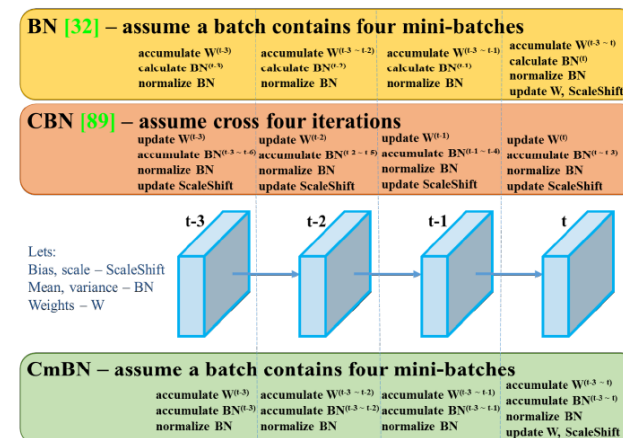 BN [32] – assume a batch contains four mini-batches
accumulate W(t-3)
calculate BN(t-3)
normalize BN
accumulate W(t-3 ~ t-2)
calculate BN(t-2)
normalize BN
accumulate W(t-3 ~ t-1)
calculate BN(t-1)
normalize BN
accumulate W(t-3 ~ t)
calculate BN(t)
normalize BN
update W, ScaleShift
CBN [89] – assume cross four iterations
update W(t-3)
accumulate BN(t-3 ~ t-6)
normalize BN
update ScaleShift
update W(t-2)
accumulate BN(t-2 ~ t-5)
normalize BN
update ScaleShift
update W(t-1)
accumulate BN(t-1 ~ t-4)
normalize BN
update ScaleShift
update W(t)
accumulate BN(t ~ t-3)
normalize BN
update ScaleShift
t-3
t-2
t-1
t
Lets:
Bias, scale – ScaleShift
Mean, variance – BN
Weights – W
CmBN – assume a batch contains four mini-batches
accumulate W(t-3)
accumulate BN(t-3)
normalize BN
accumulate W(t-3 ~ t-2)
accumulate BN(t-3 ~ t-2)
normalize BN
accumulate W(t-3 ~ t-1)
accumulate BN(t-3 ~ t-1)
normalize BN
accumulate W(t-3 ~ t)
accumulate BN(t-3 ~ t)
normalize BN
update W, ScaleShift